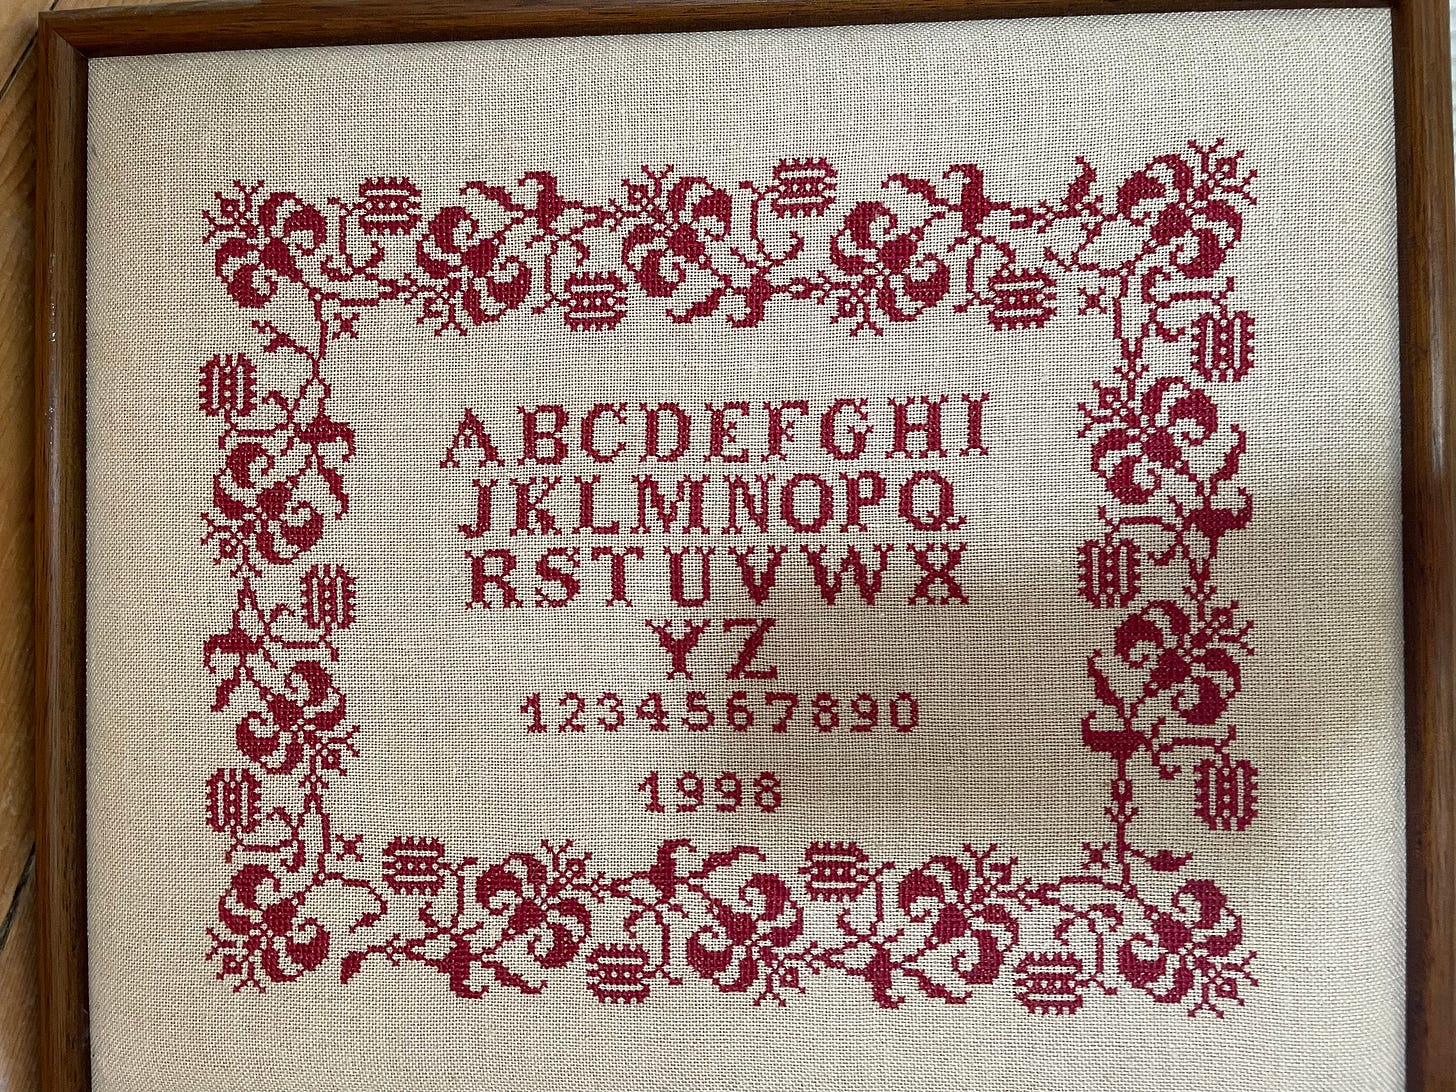 ABCDEFGHI
JKLMNOPQ
RSTUVWX
YZ
1234567890
1998